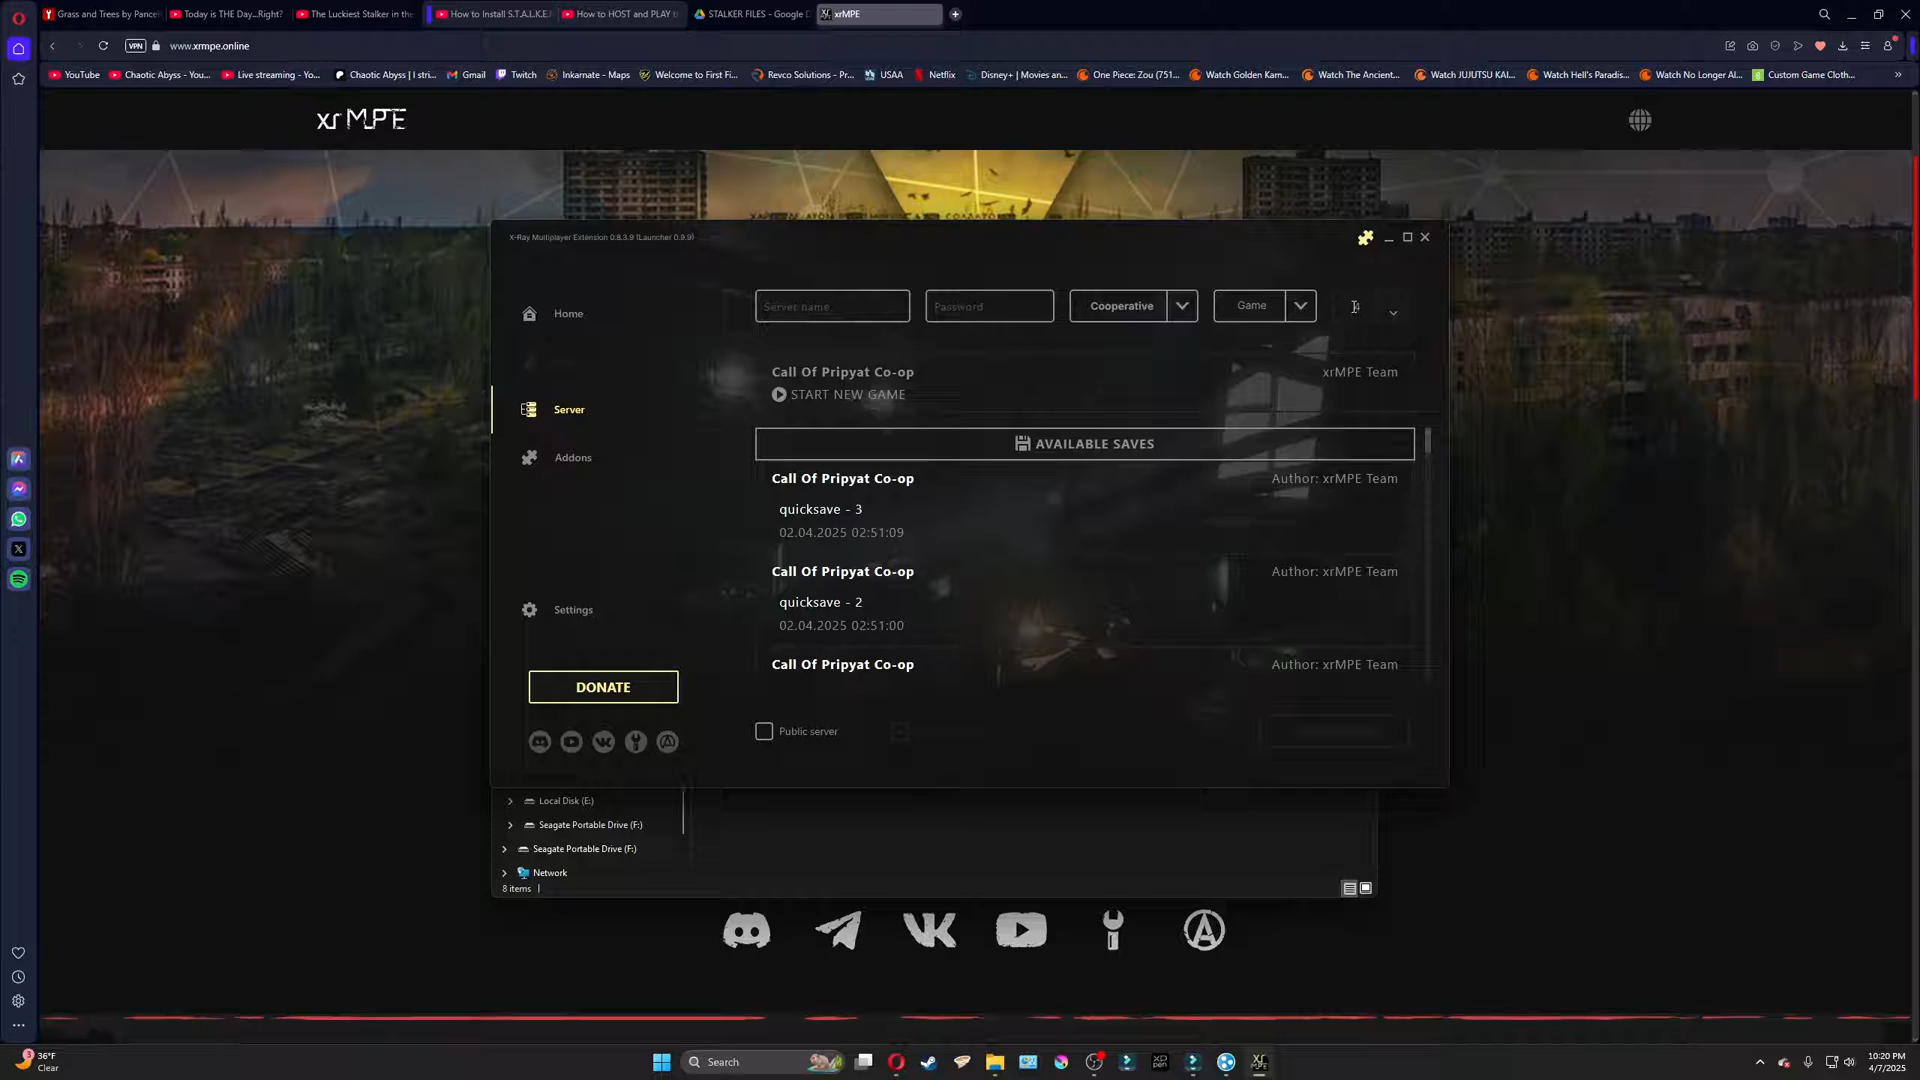 Grass and Trees by Pancel
Today is THE Day...Right?
The Luckiest Stalker in the
How to Install S.T.A.L.K.E.
How to HOST and PLAY t
STALKER FILES - Google D
xrMPE
VPN
www.xrmpe.online
YouTube
Chaotic Abyss - You...
Live streaming - Yo...
Chaotic Abyss | I stri...
Gmail
Twitch
Inkarnate - Maps
Welcome to First Fi...
Revco Solutions - Pr...
USAA
Netflix
Disney+ | Movies an...
One Piece: Zou (751...
Watch Golden Kam...
Watch The Ancient...
Watch JUJUTSU KAI...
Watch Hell's Paradis...
Watch No Longer Al...
Custom Game Cloth...
xrMPE
X-Ray Multiplayer Extension 0.8.3.9 (Launcher 0.9.9)
Home
Server
Addons
Settings
DONATE
Server name
Password
Cooperative
Game
4
Call Of Pripyat Co-op
xrMPE Team
START NEW GAME
AVAILABLE SAVES
Call Of Pripyat Co-op
Author: xrMPE Team
quicksave - 3
02.04.2025 02:51:09
Call Of Pripyat Co-op
Author: xrMPE Team
quicksave - 2
02.04.2025 02:51:00
Call Of Pripyat Co-op
Author: xrMPE Team
Public server
Local Disk (E:)
Seagate Portable Drive (F:)
Seagate Portable Drive (F:)
Network
8 items
36°F
Clear
Search
10:20 PM
4/7/2025